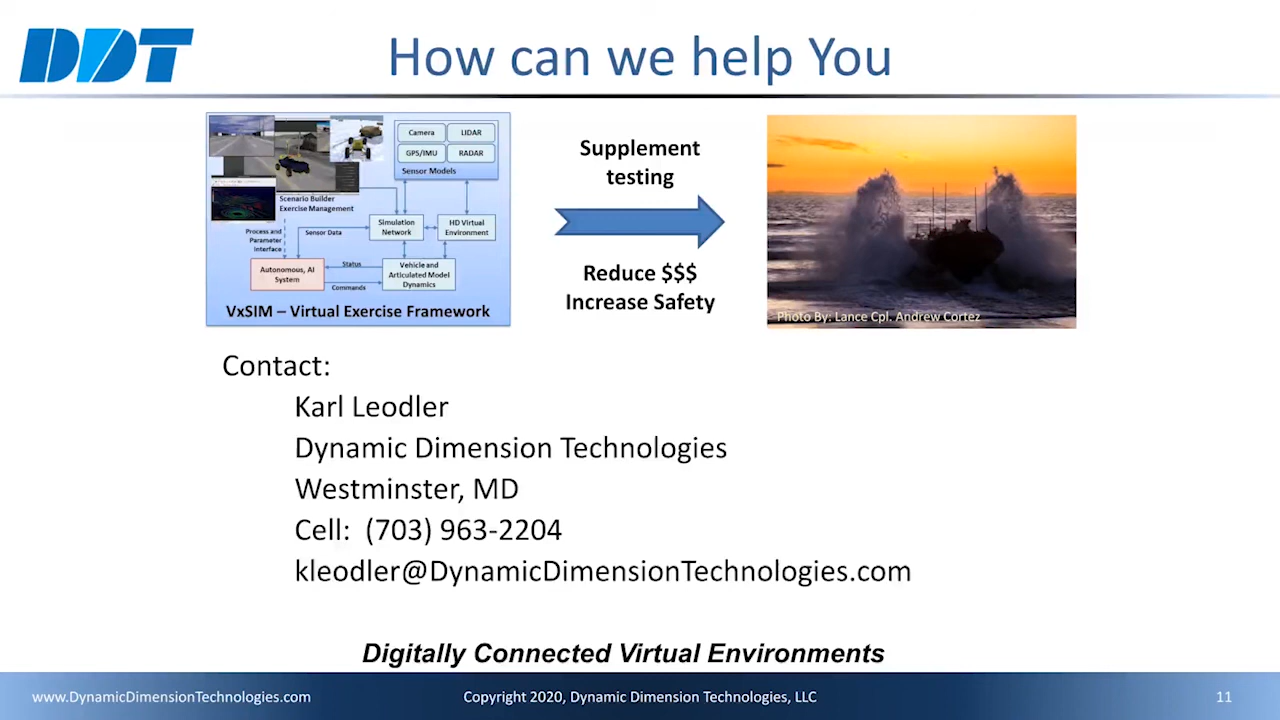 DDT
How can we help You
Camera
LIDAR
GPS/IMU
RADAR
Sensor Models
Scenario Builder
Exercise Management
Process and
Parameter
Interface
Sensor Data
Simulation
Network
HD Virtual
Environment
Autonomous, AI
System
Status
Commands
Vehicle and
Articulated Model
Dynamics
VxSIM – Virtual Exercise Framework
Supplement
testing
Reduce $$$
Increase Safety
Photo By: Lance Cpl. Andrew Cortez
Contact:
Karl Leodler
Dynamic Dimension Technologies
Westminster, MD
Cell: (703) 963-2204
kleodler@DynamicDimensionTechnologies.com
Digitally Connected Virtual Environments
www.DynamicDimensionTechnologies.com
Copyright 2020, Dynamic Dimension Technologies, LLC
11